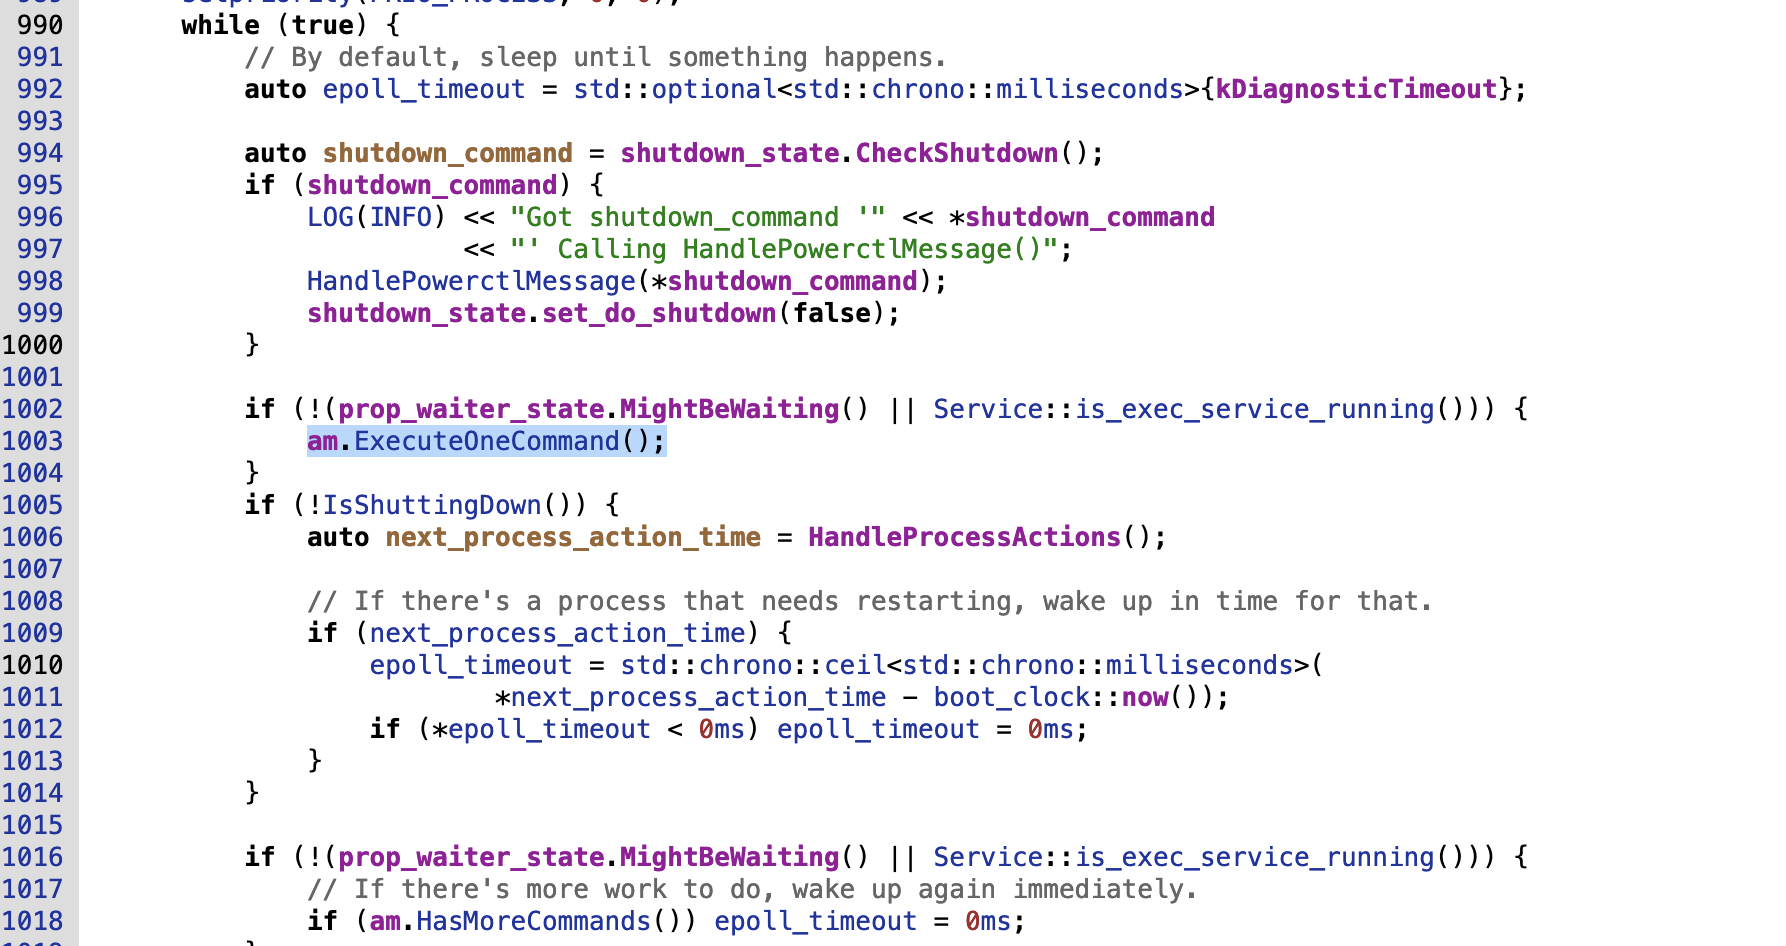 990 while (true) {
991 // By default, sleep until something happens.
992 auto epoll_timeout = std::optional<std::chrono::milliseconds>{kDiagnosticTimeout};
993
994 auto shutdown_command = shutdown_state.CheckShutdown();
995 if (shutdown_command) {
996 LOG(INFO) << "Got shutdown_command '" << *shutdown_command
997 << "' Calling HandlePowerctlMessage()";
998 HandlePowerctlMessage(*shutdown_command);
999 shutdown_state.set_do_shutdown(false);
1000 }
1001
1002 if (!(prop_waiter_state.MightBeWaiting() || Service::is_exec_service_running())) {
1003 am.ExecuteOneCommand();
1004 }
1005 if (!IsShuttingDown()) {
1006 auto next_process_action_time = HandleProcessActions();
1007
1008 // If there's a process that needs restarting, wake up in time for that.
1009 if (next_process_action_time) {
1010 epoll_timeout = std::chrono::ceil<std::chrono::milliseconds>(
1011 *next_process_action_time - boot_clock::now());
1012 if (*epoll_timeout < 0ms) epoll_timeout = 0ms;
1013 }
1014 }
1015
1016 if (!(prop_waiter_state.MightBeWaiting() || Service::is_exec_service_running())) {
1017 // If there's more work to do, wake up again immediately.
1018 if (am.HasMoreCommands()) epoll_timeout = 0ms;